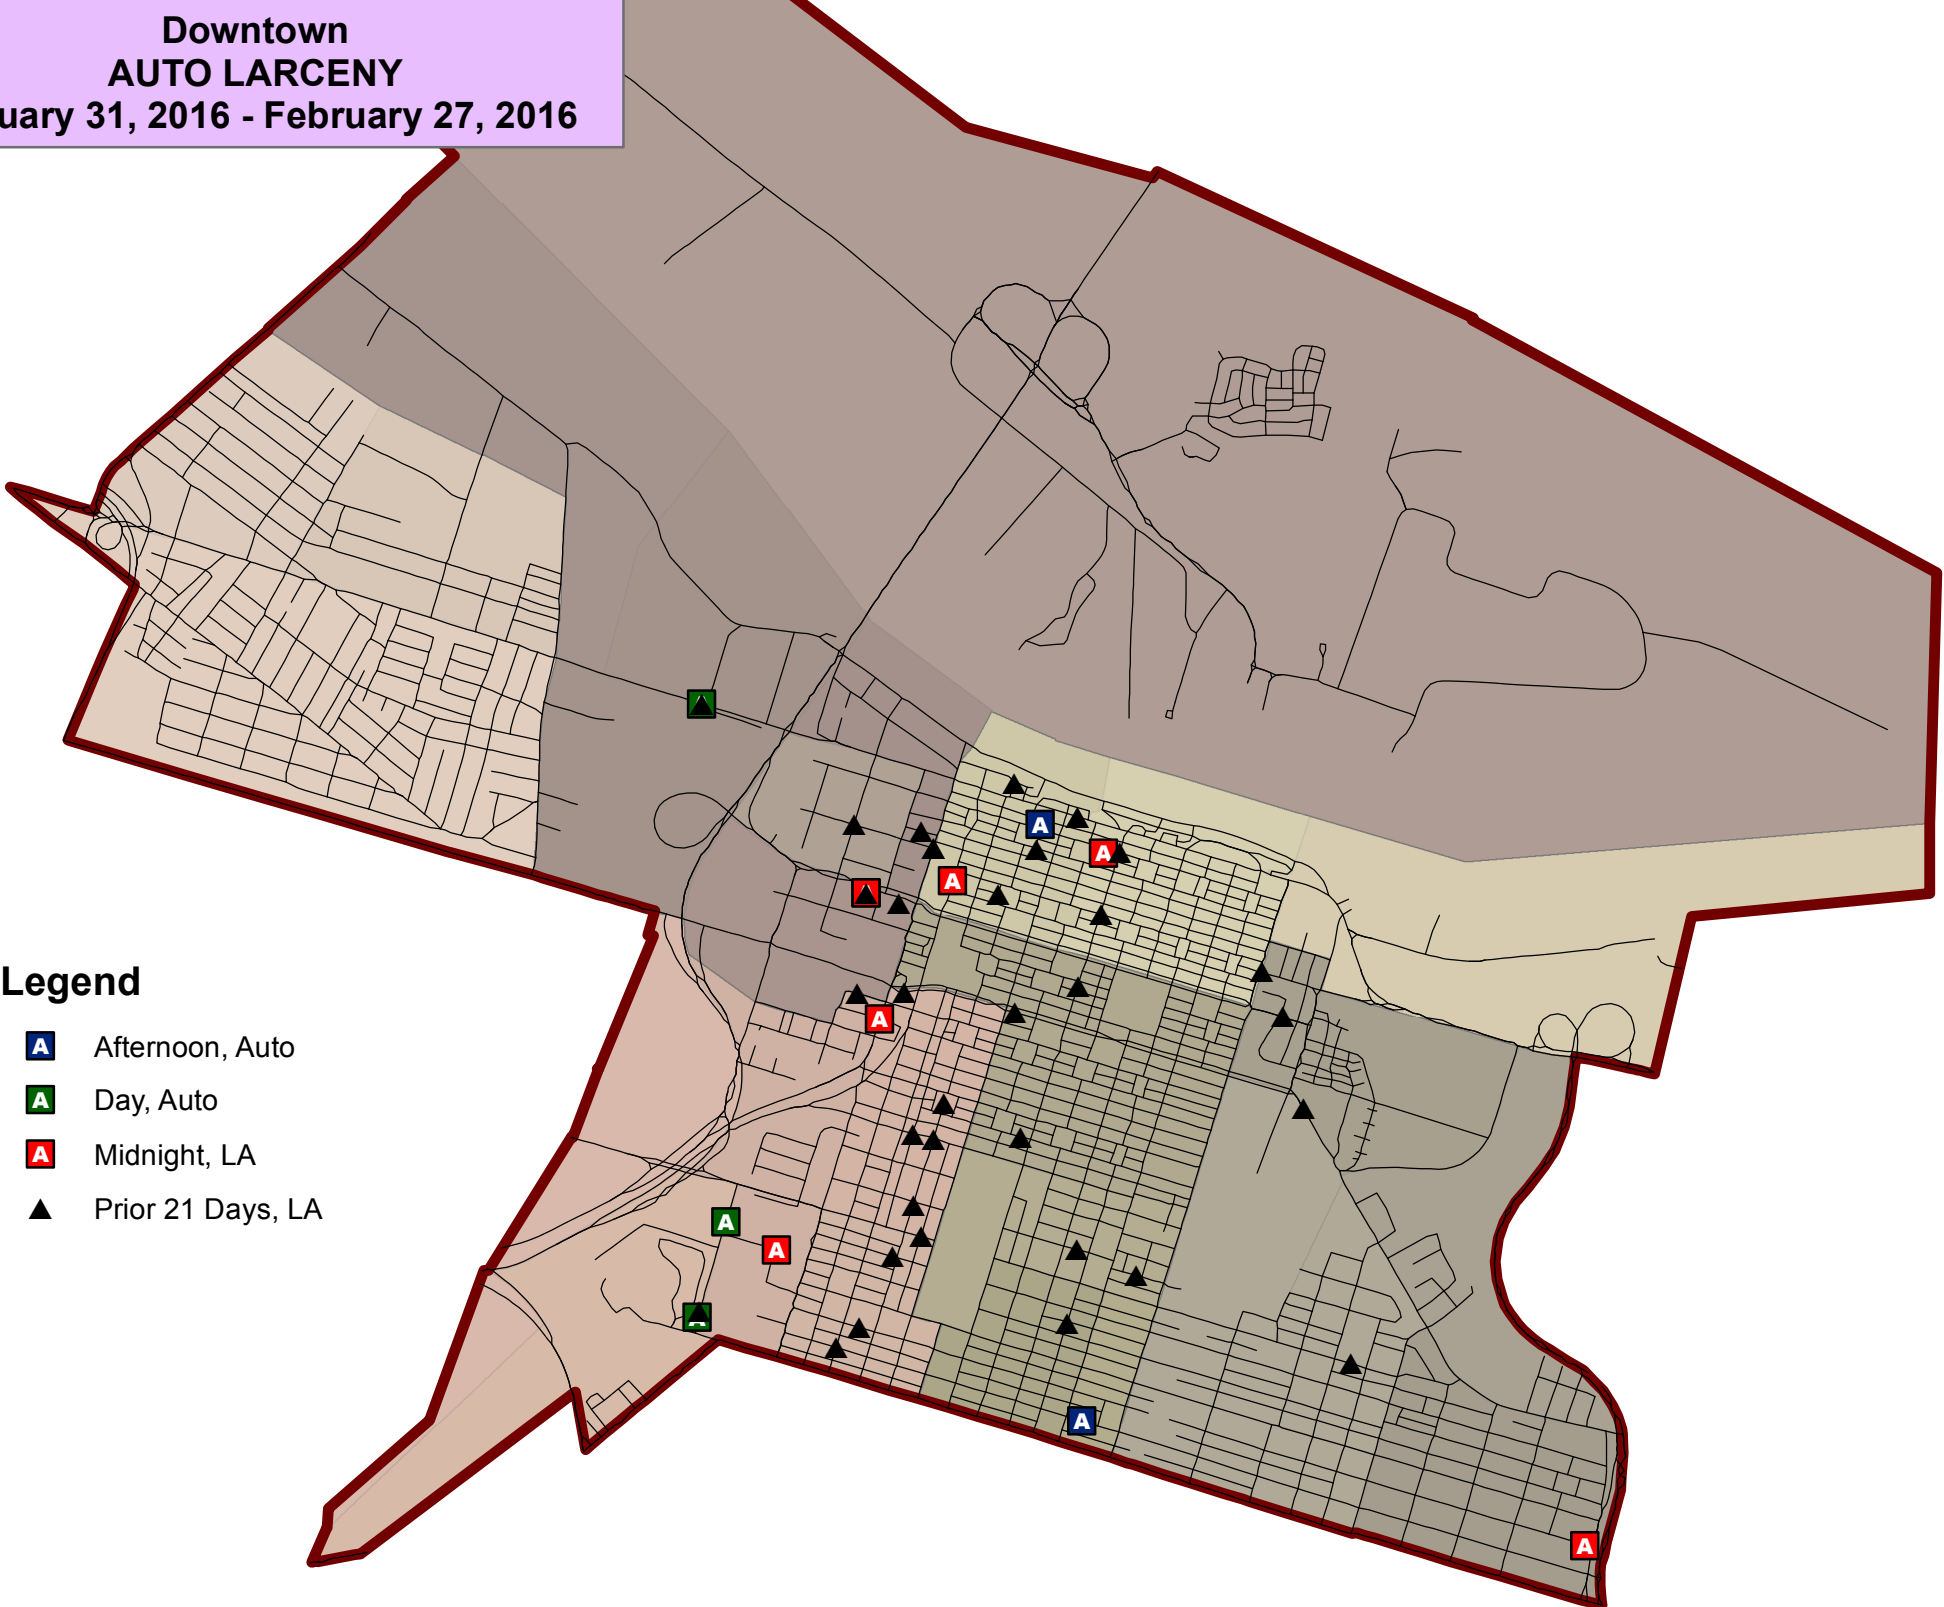 Downtown
AUTO LARCENY
uary 31, 2016 - February 27, 2016
A
A
A
A
A
A
A
A
A
A
Legend
A Afternoon, Auto
A Day, Auto
A Midnight, LA
Prior 21 Days, LA